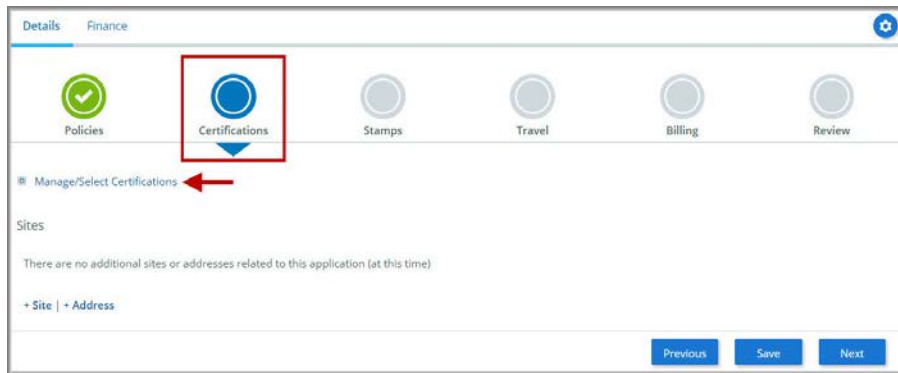 Details Finance
Policies Certifications Stamps Travel Billing Review
Manage/Select Certifications
Sites
There are no additional sites or addresses related to this application (at this time)
+ Site | + Address
Previous Save Next